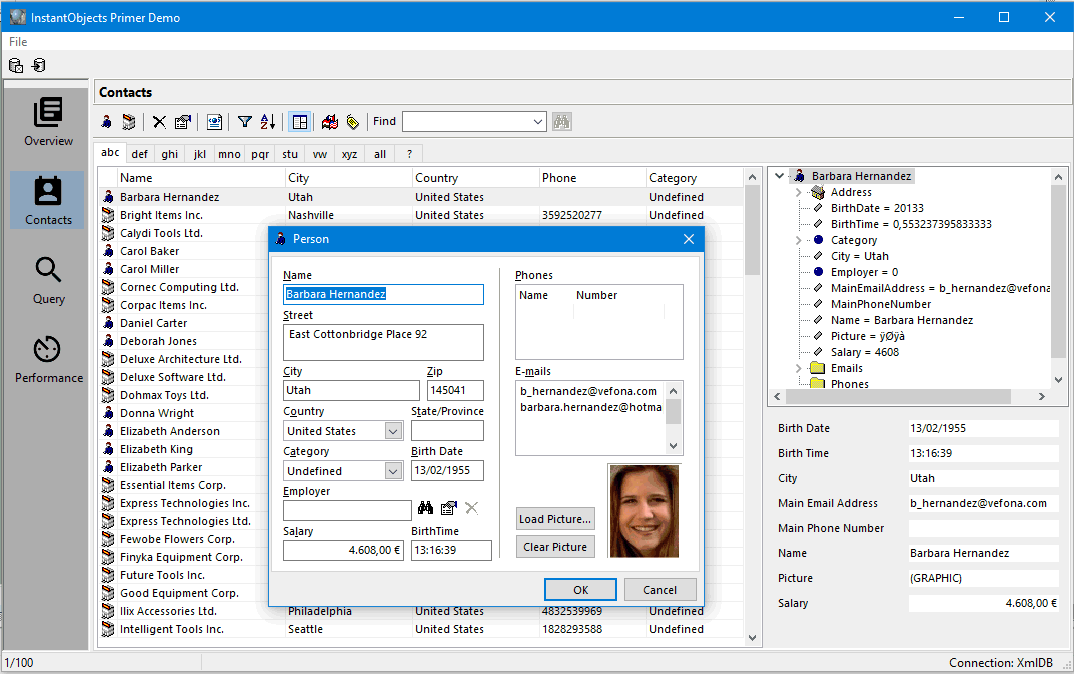 InstantObjects Primer Demo
File
Overview
Contacts
Query
Performance
Contacts
Find
abc def ghi jkl mno pqr stu vw xyz all ?
Name City Country Phone Category
Barbara Hernandez Utah United States Undefined
Bright Items Inc. Nashville United States 3592520277 Undefined
Calydi Tools Ltd.
Carol Baker
Carol Miller
Cornec Computing Ltd.
Corpac Items Inc.
Daniel Carter
Deborah Jones
Deluxe Architecture Ltd.
Deluxe Software Ltd.
Dohmax Toys Ltd.
Donna Wright
Elizabeth Anderson
Elizabeth King
Elizabeth Parker
Essential Items Corp.
Express Technologies Inc.
Express Technologies Ltd.
Fewobe Flowers Corp.
Finyka Equipment Corp.
Future Tools Inc.
Good Equipment Corp.
Ilix Accessories Ltd. Philadelphia United States 4832539969 Undefined
Intelligent Tools Inc. Seattle United States 1828293588 Undefined
Person
Name
Barbara Hernandez
Street
East Cottonbridge Place 92
City Zip
Utah 145041
Country State/Province
United States
Category Birth Date
Undefined 13/02/1955
Employer
Salary BirthTime
4.608,00 € 13:16:39
Phones
Name Number
E-mails
b_hernandez@vefona.com
barbara.hernandez@hotma
Load Picture...
Clear Picture
OK Cancel
Barbara Hernandez
Address
BirthDate = 20133
BirthTime = 0,553237395833333
Category
City = Utah
Employer = 0
MainEmailAddress = b_hernandez@vefona
MainPhoneNumber
Name = Barbara Hernandez
Picture = ÿØÿà
Salary = 4608
Emails
Phones
Birth Date 13/02/1955
Birth Time 13:16:39
City Utah
Main Email Address b_hernandez@vefona.com
Main Phone Number
Name Barbara Hernandez
Picture (GRAPHIC)
Salary 4.608,00 €
1/100 Connection: XmlDB